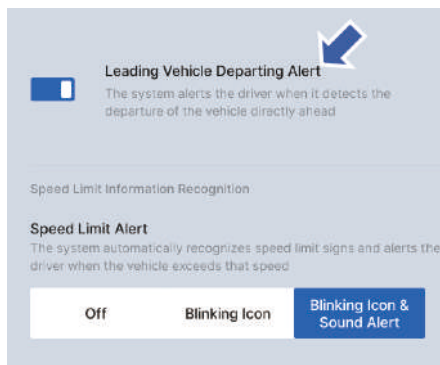 Leading Vehicle Departing Alert
The system alerts the driver when it detects the
departure of the vehicle directly ahead
Speed Limit Information Recognition
Speed Limit Alert
The system automatically recognizes speed limit signs and alerts the
driver when the vehicle exceeds that speed
Off
Blinking Icon
Blinking Icon &
Sound Alert